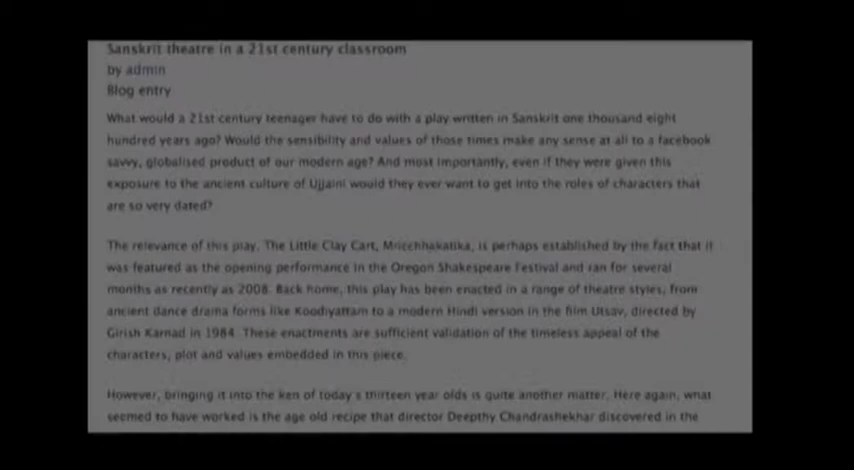 Sanskrit theatre in a 21st century classroom
by admin
Blog entry
What would a 21st century teenager have to do with a play written in Sanskrit one thousand eight
hundred years ago? Would the sensibility and values of those times make any sense at all to a facebook
savvy, globalised product of our modern age? And most importantly, even if they were given this
exposure to the ancient culture of Ujjaini would they ever want to get into the roles of characters that
are so very dated?
The relevance of this play, The Little Clay Cart, Mricchhakatika, is perhaps established by the fact that it
was featured as the opening performance in the Oregon Shakespeare Festival and ran for several
months as recently as 2008. Back home, this play has been enacted in a range of theatre styles, from
ancient dance drama forms like Koodiyattam to a modern Hindi version in the film Utsav, directed by
Girish Karnad in 1984. These enactments are sufficient validation of the timeless appeal of the
characters, plot and values embedded in this piece.
However, bringing it into the ken of today's thirteen year olds is quite another matter. Here again, what
seemed to have worked is the age old recipe that director Deepthy Chandrashekhar discovered in the